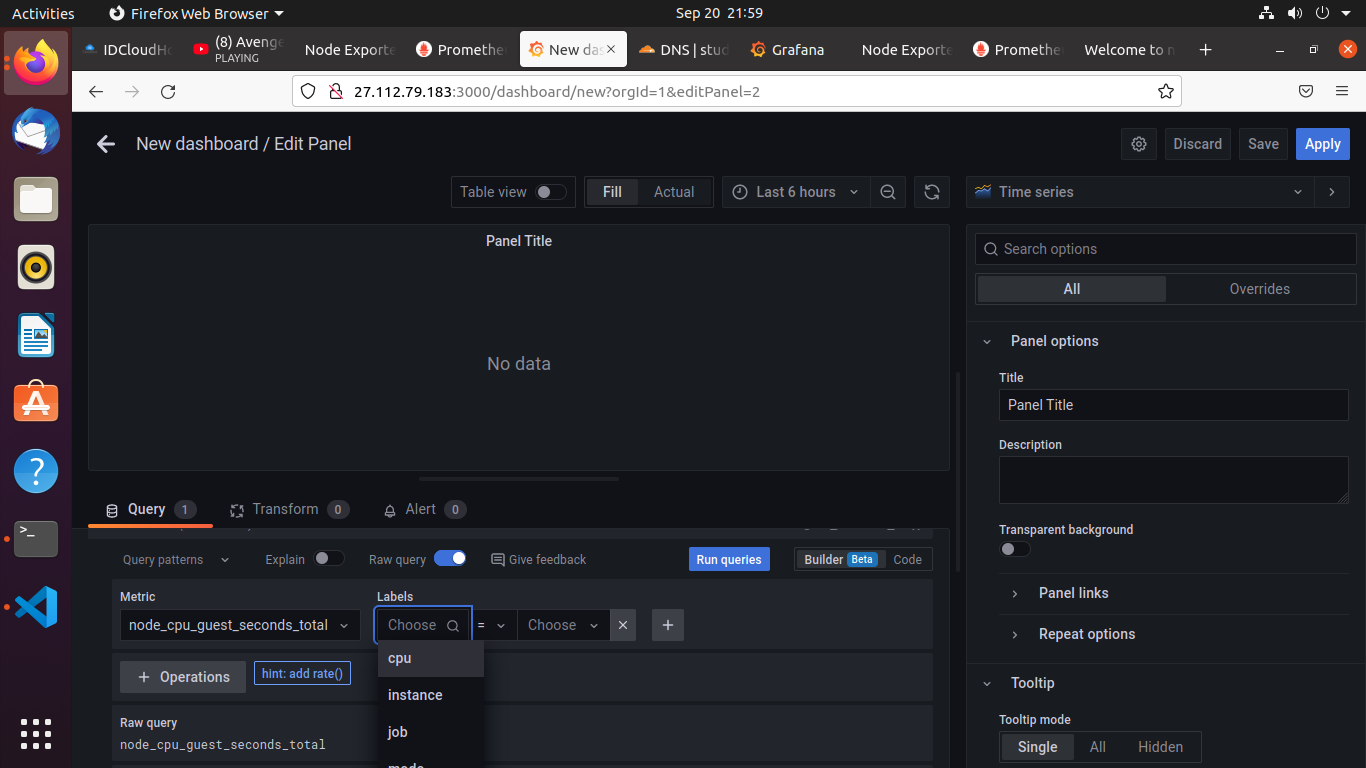 Activities
Firefox Web Browser
Sep 20 21:59
IDCloudHo
(8) Avenge
PLAYING
Node Exporte
Prometheu
New das
DNS | stud
Grafana
Node Exporte
Prometheu
Welcome to n
27.112.79.183:3000/dashboard/new?orgId=1&editPanel=2
New dashboard / Edit Panel
Discard
Save
Apply
Table view
Fill
Actual
Last 6 hours
Time series
Panel Title
No data
Search options
All
Overrides
Panel options
Title
Panel Title
Description
Transparent background
Panel links
Repeat options
Tooltip
Tooltip mode
Single
All
Hidden
Query 1
Transform 0
Alert 0
Query patterns
Explain
Raw query
Give feedback
Run queries
Builder Beta
Code
Metric
Labels
node_cpu_guest_seconds_total
Choose
=
Choose
+
cpu
instance
job
mode
+ Operations
hint: add rate()
Raw query
node_cpu_guest_seconds_total